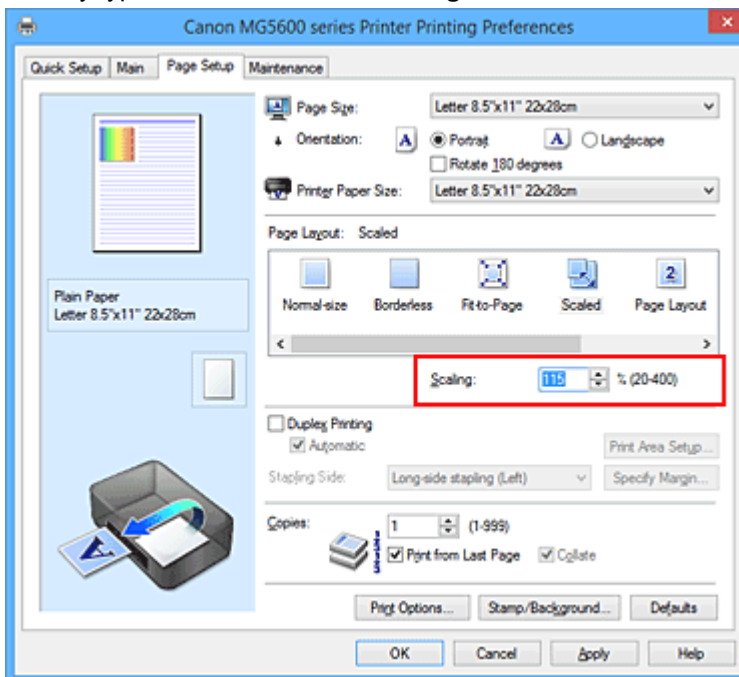 Canon MG5600 series Printer Printing Preferences
Quick Setup Main Page Setup Maintenance
Page Size: Letter 8.5"x11" 22x28cm
Orientation: A Portrait A Landscape
Rotate 180 degrees
Printer Paper Size: Letter 8.5"x11" 22x28cm
Page Layout: Scaled
Normal-size Borderless Fit-to-Page Scaled 2 Page Layout
Plain Paper
Letter 8.5"x11" 22x28cm
Scaling: 115 % (20-400)
Duplex Printing
Automatic Print Area Setup...
Stapling Side: Long-side stapling (Left) Specify Margin...
Copies: 1 (1-999)
Print from Last Page Collate
Print Options... Stamp/Background... Defaults
OK Cancel Apply Help